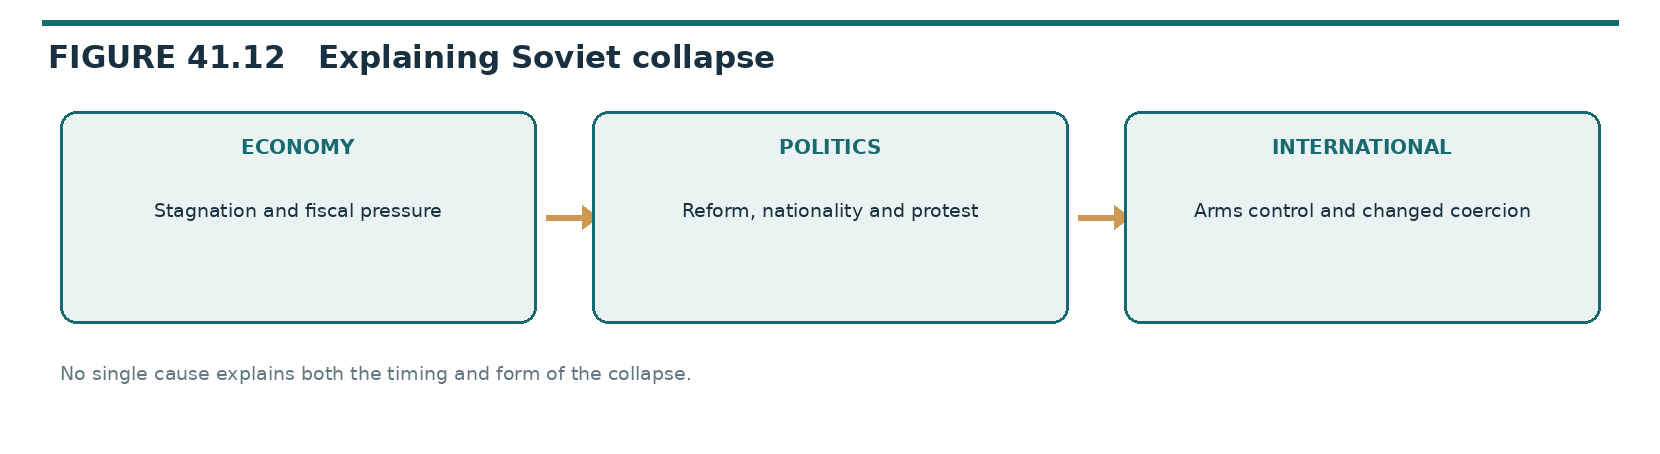 FIGURE 41.12 Explaining Soviet collapse
ECONOMY
Stagnation and fiscal pressure
POLITICS
Reform, nationality and protest
INTERNATIONAL
Arms control and changed coercion
No single cause explains both the timing and form of the collapse.